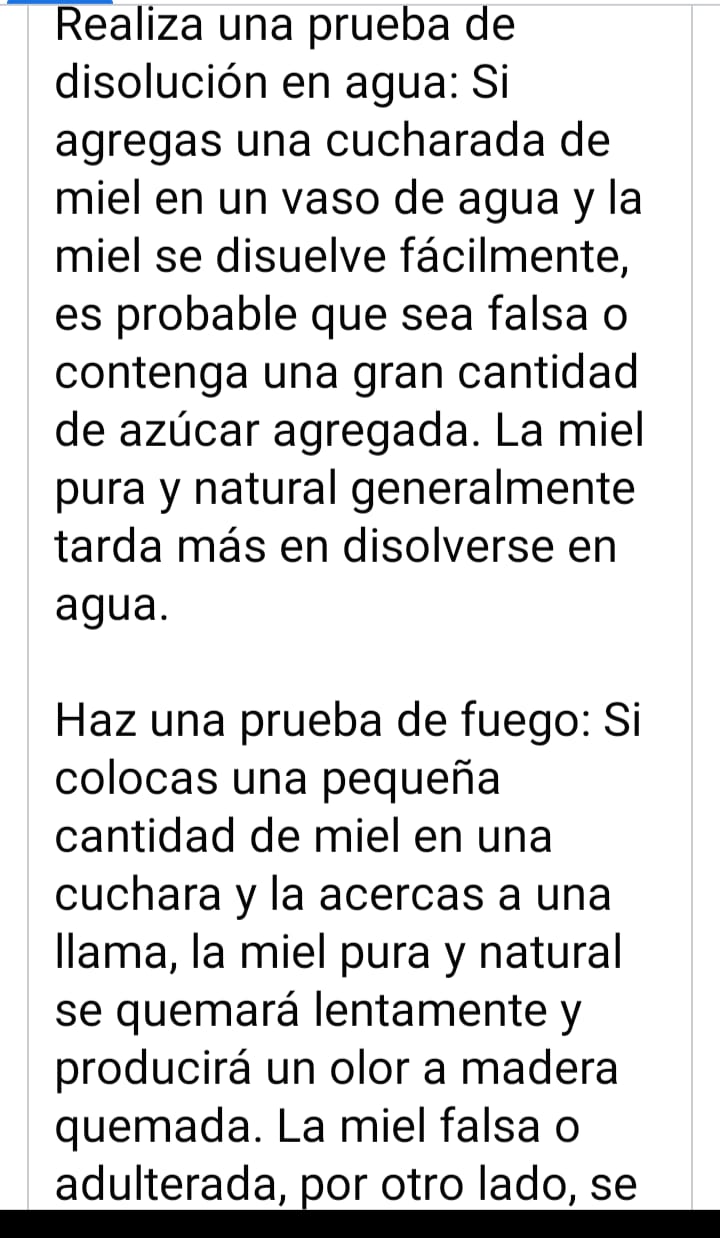 Realiza una prueba de
disolución en agua: Si
agregas una cucharada de
miel en un vaso de agua y la
miel se disuelve fácilmente,
es probable que sea falsa o
contenga una gran cantidad
de azúcar agregada. La miel
pura y natural generalmente
tarda más en disolverse en
agua.
Haz una prueba de fuego: Si
colocas una pequeña
cantidad de miel en una
cuchara y la acercas a una
llama, la miel pura y natural
se quemará lentamente y
producirá un olor a madera
quemada. La miel falsa o
adulterada, por otro lado, se